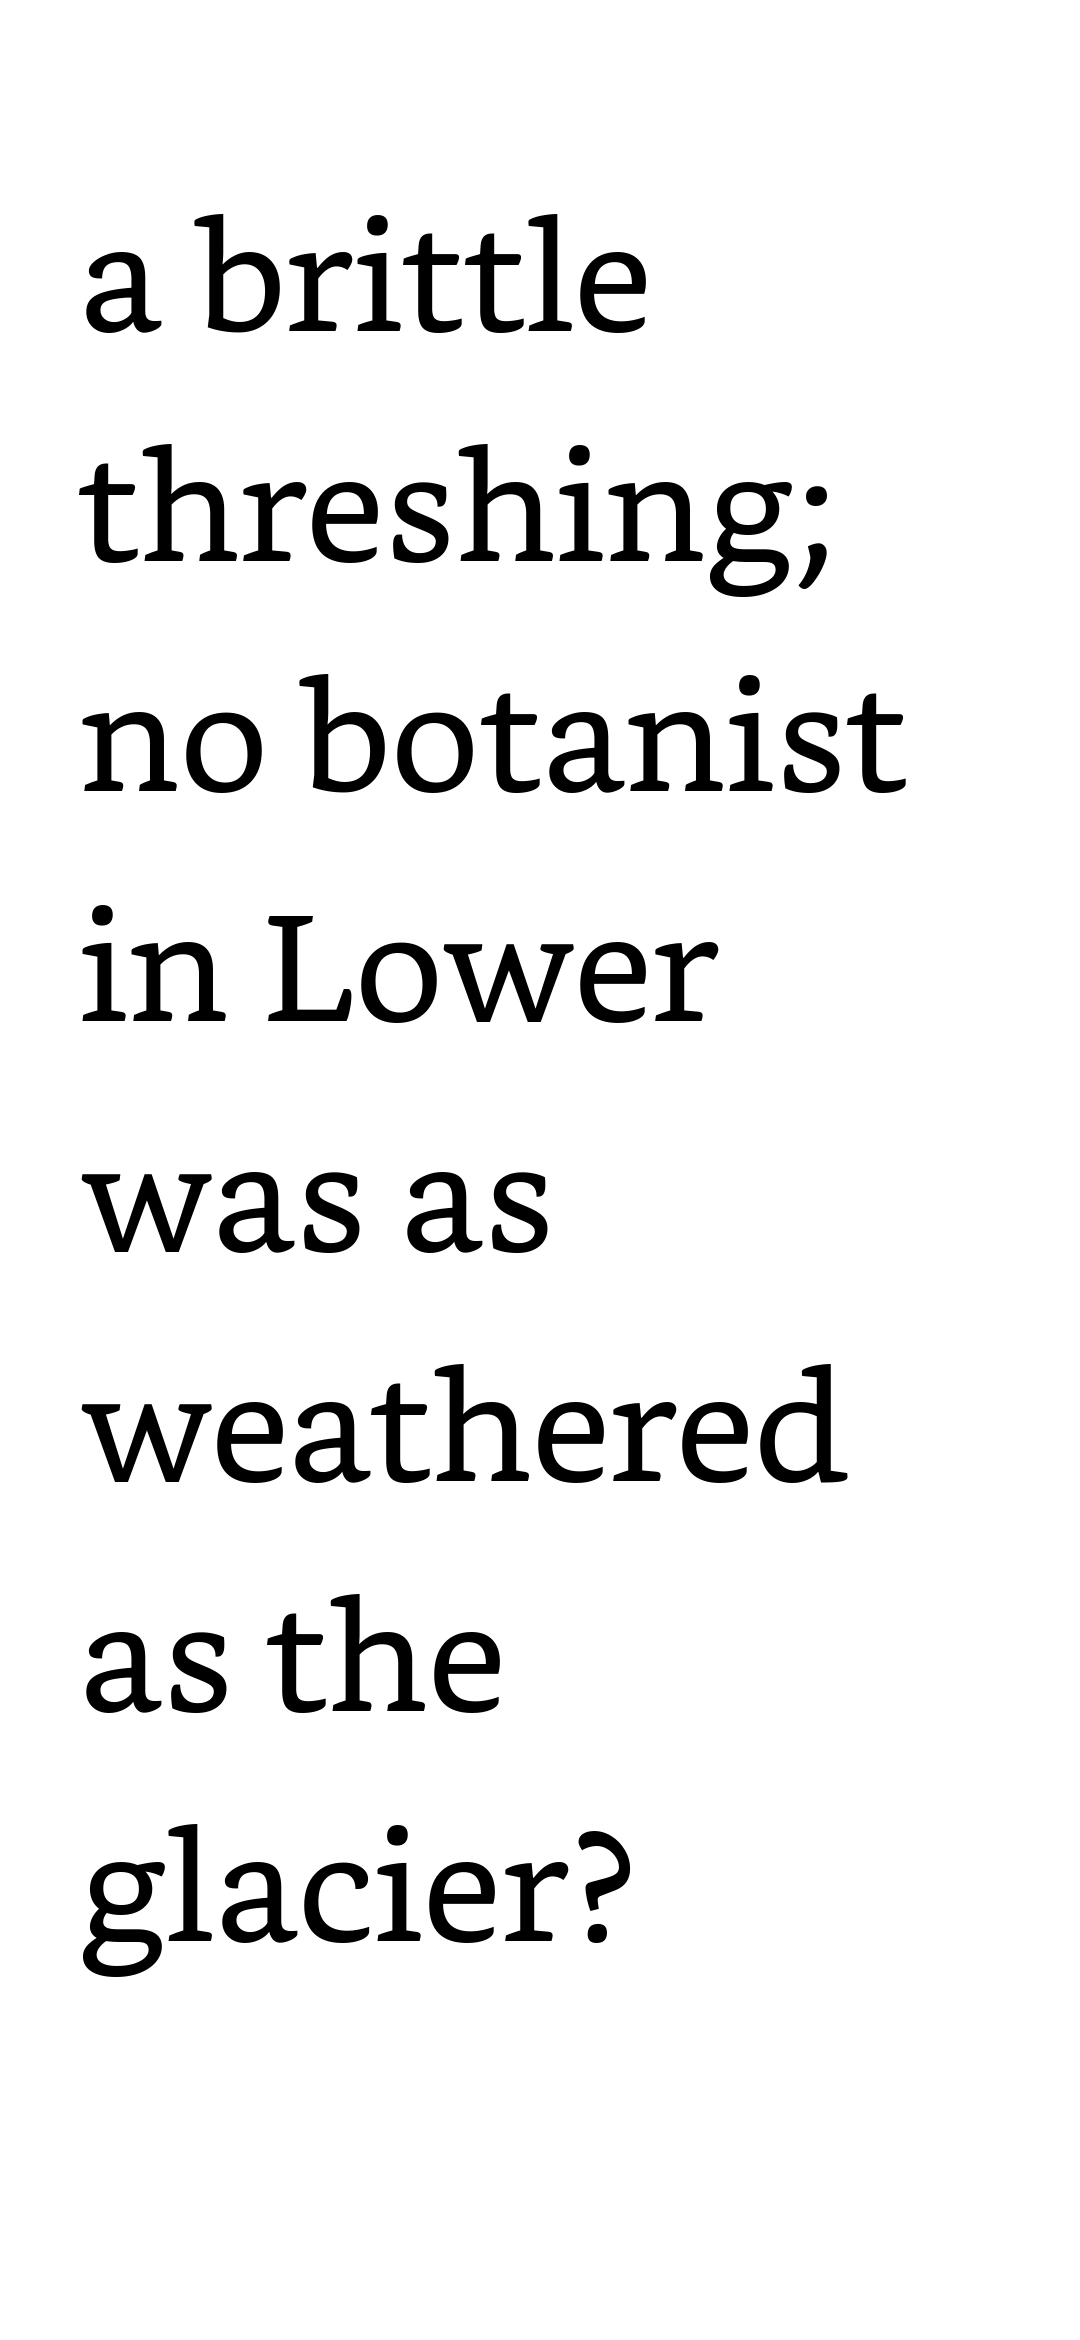 a brittle
threshing;
no botanist
in Lower
was as
weathered
as the
glacier?